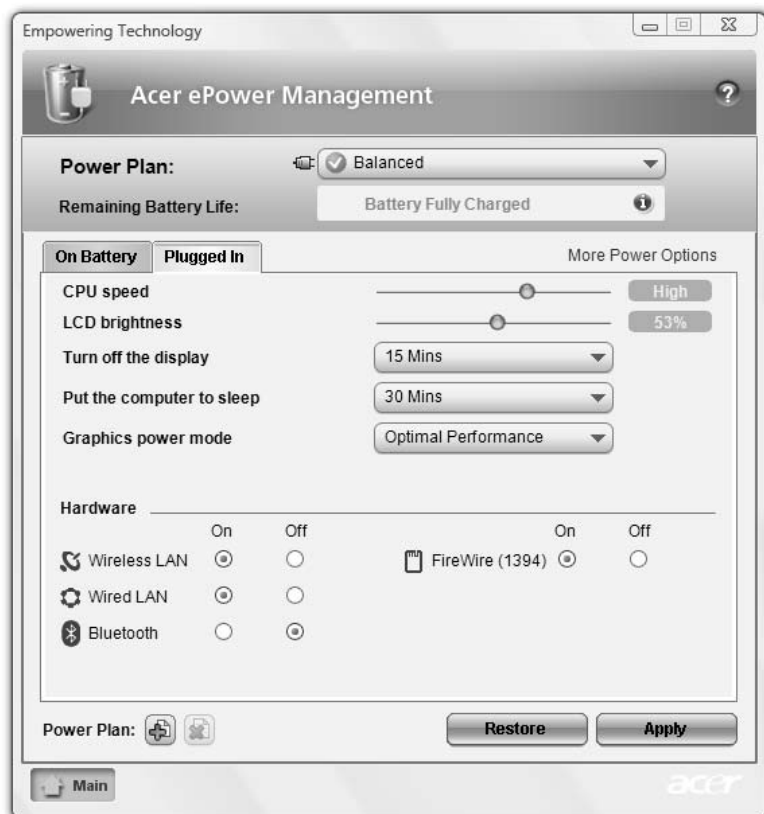 Empowering Technology
Acer ePower Management
?
Power Plan: Balanced
Remaining Battery Life: Battery Fully Charged
On Battery Plugged In More Power Options
CPU speed High
LCD brightness 53%
Turn off the display 15 Mins
Put the computer to sleep 30 Mins
Graphics power mode Optimal Performance
Hardware
On Off On Off
Wireless LAN FireWire (1394)
Wired LAN
Bluetooth
Power Plan: Restore Apply
Main acer